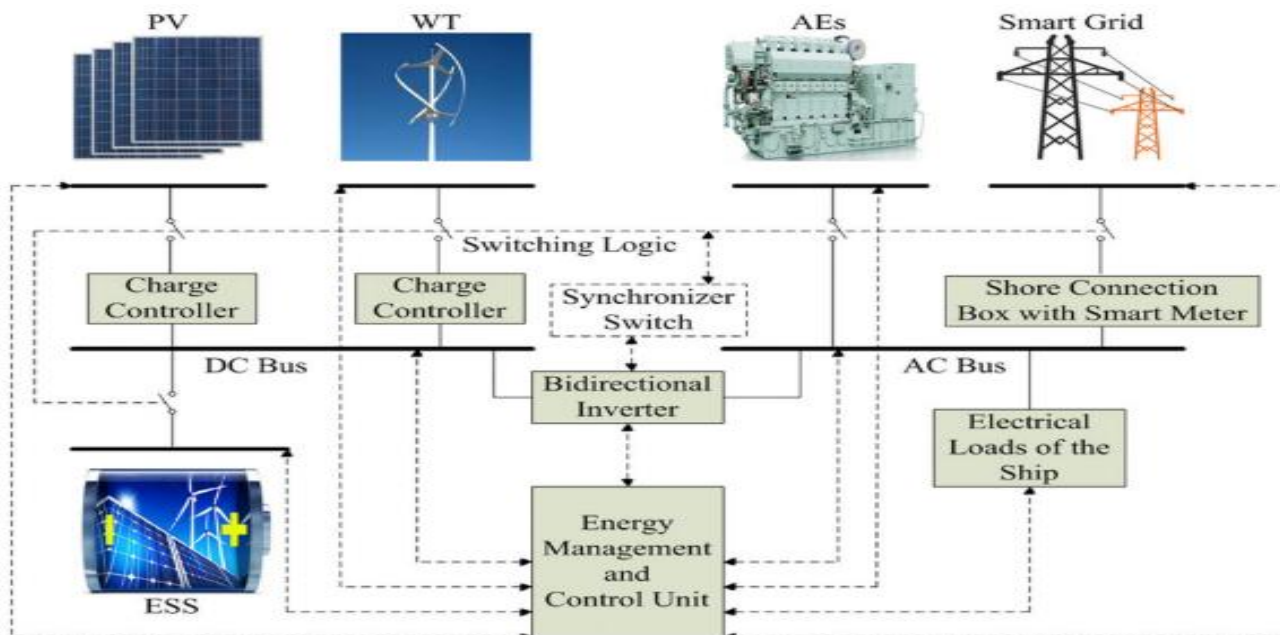 PV
WT
AEs
Smart Grid
Switching Logic
Charge
Controller
Charge
Controller
Synchronizer
Switch
Shore Connection
Box with Smart Meter
DC Bus
AC Bus
Bidirectional
Inverter
Electrical
Loads of the
Ship
Energy
Management
and
Control Unit
ESS